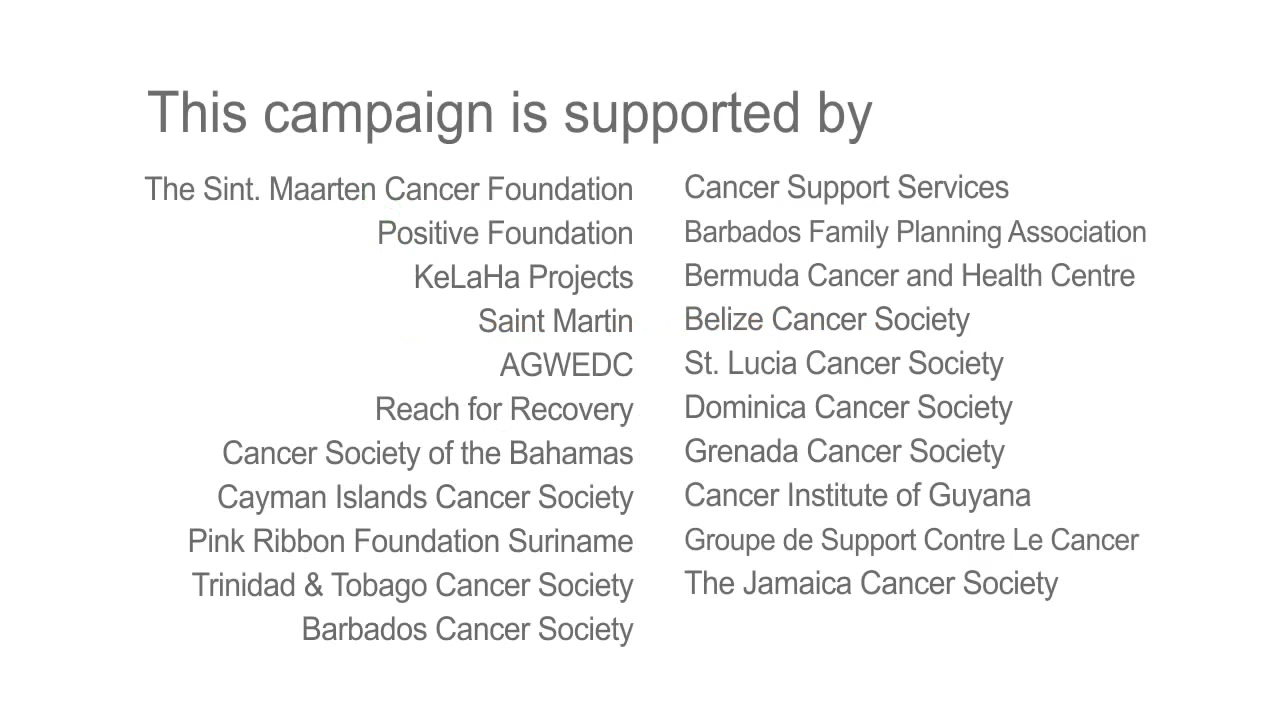 This campaign is supported by
The Sint. Maarten Cancer Foundation
Positive Foundation
KeLaHa Projects
Saint Martin
AGWEDC
Reach for Recovery
Cancer Society of the Bahamas
Cayman Islands Cancer Society
Pink Ribbon Foundation Suriname
Trinidad & Tobago Cancer Society
Barbados Cancer Society
Cancer Support Services
Barbados Family Planning Association
Bermuda Cancer and Health Centre
Belize Cancer Society
St. Lucia Cancer Society
Dominica Cancer Society
Grenada Cancer Society
Cancer Institute of Guyana
Groupe de Support Contre Le Cancer
The Jamaica Cancer Society